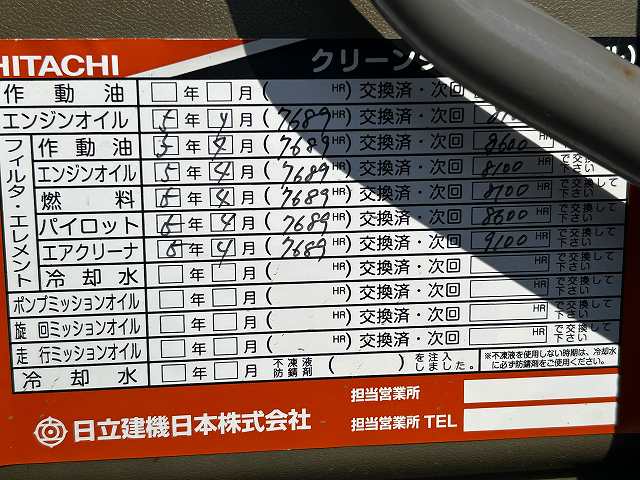 HITACHI
クリーン
作動油 年 月 ( HR) 交換済・次回
エンジンオイル 5年 4月 (7689HR) 交換済・次回
フィルタ・エレメント
作動油 5年 4月 (7689HR) 交換済・次回 8600 HR で交換して下さい
エンジンオイル 5年 4月 (7689HR) 交換済・次回 8100 HR で交換して下さい
燃料 5年 4月 (7689HR) 交換済・次回 8100 HR で交換して下さい
パイロット 5年 4月 (7689HR) 交換済・次回 8600 HR で交換して下さい
エアクリーナ 5年 4月 (7689HR) 交換済・次回 9100 HR で交換して下さい
冷却水 年 月 ( HR) 交換済・次回 HR で交換して下さい
ポンプミッションオイル 年 月 ( HR) 交換済・次回 HR で交換して下さい
旋回ミッションオイル 年 月 ( HR) 交換済・次回 HR で交換して下さい
走行ミッションオイル 年 月 ( HR) 交換済・次回 HR で交換して下さい
冷却水 年 月 不凍液防錆剤 ( ) を注入しました。 ※不凍液を使用しない時期は、冷却水に必ず防錆剤をご使用ください。
担当営業所
日立建機日本株式会社
担当営業所 TEL